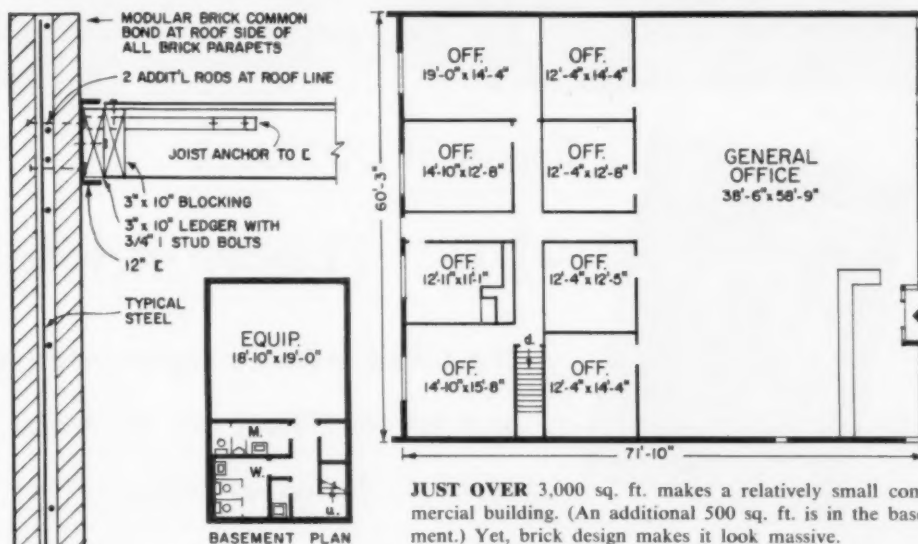 MODULAR BRICK COMMON
BOND AT ROOF SIDE OF
ALL BRICK PARAPETS
2 ADDIT'L RODS AT ROOF LINE
JOIST ANCHOR TO C
3" x 10" BLOCKING
3" x 10" LEDGER WITH
3/4" 1 STUD BOLTS
12" C
TYPICAL
STEEL
EQUIP.
18'-10" x 19'-0"
M.
W.
u.
BASEMENT PLAN
60'-3"
OFF.
19'-0" x 14'-4"
OFF.
12'-4" x 14'-4"
OFF.
14'-10" x 12'-8"
OFF.
12'-4" x 12'-8"
OFF.
12'-11" x 11'-1"
OFF.
12'-4" x 12'-5"
OFF.
14'-10" x 15'-8"
d.
OFF.
12'-4" x 14'-4"
GENERAL
OFFICE
38'-6" x 58'-9"
71'-10"
JUST OVER 3,000 sq. ft. makes a relatively small com-
mercial building. (An additional 500 sq. ft. is in the base-
ment.) Yet, brick design makes it look massive.